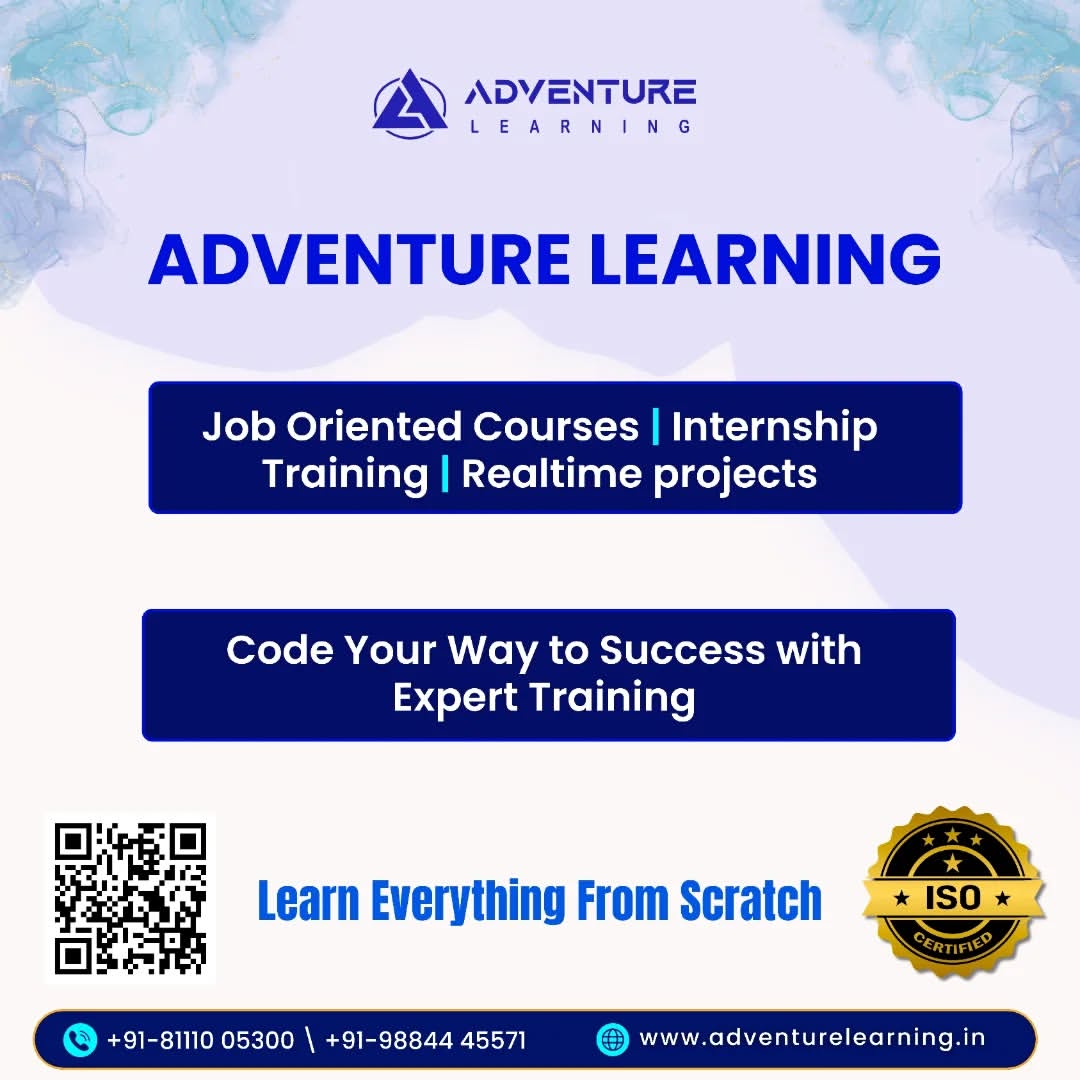 ADVENTURE
LEARNING
ADVENTURE LEARNING
Job Oriented Courses | Internship
Training | Realtime projects
Code Your Way to Success with
Expert Training
Learn Everything From Scratch
ISO
CERTIFIED
+91-81110 05300 \ +91-98844 45571
www.adventurelearning.in